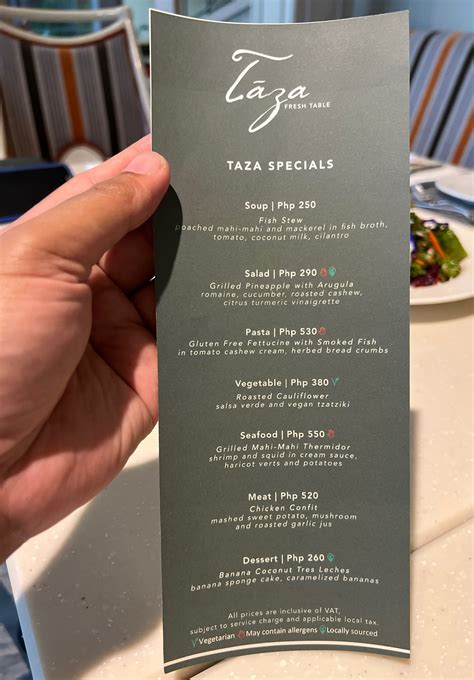 Tāza
FRESH TABLE
TAZA SPECIALS
Soup | Php 250
Fish Stew
poached mahi-mahi and mackerel in fish broth,
tomato, coconut milk, cilantro
Salad | Php 290
Grilled Pineapple with Arugula
romaine, cucumber, roasted cashew,
citrus turmeric vinaigrette
Pasta | Php 530
Gluten Free Fettucine with Smoked Fish
in tomato cashew cream, herbed bread crumbs
Vegetable | Php 380
Roasted Cauliflower
salsa verde and vegan tzatziki
Seafood | Php 550
Grilled Mahi-Mahi Thermidor
shrimp and squid in cream sauce,
haricot verts and potatoes
Meat | Php 520
Chicken Confit
mashed sweet potato, mushroom
and roasted garlic jus
Dessert | Php 260
Banana Coconut Tres Leches
banana sponge cake, caramelized bananas
All prices are inclusive of VAT,
subject to service charge and applicable local tax.
Vegetarian May contain allergens Locally sourced